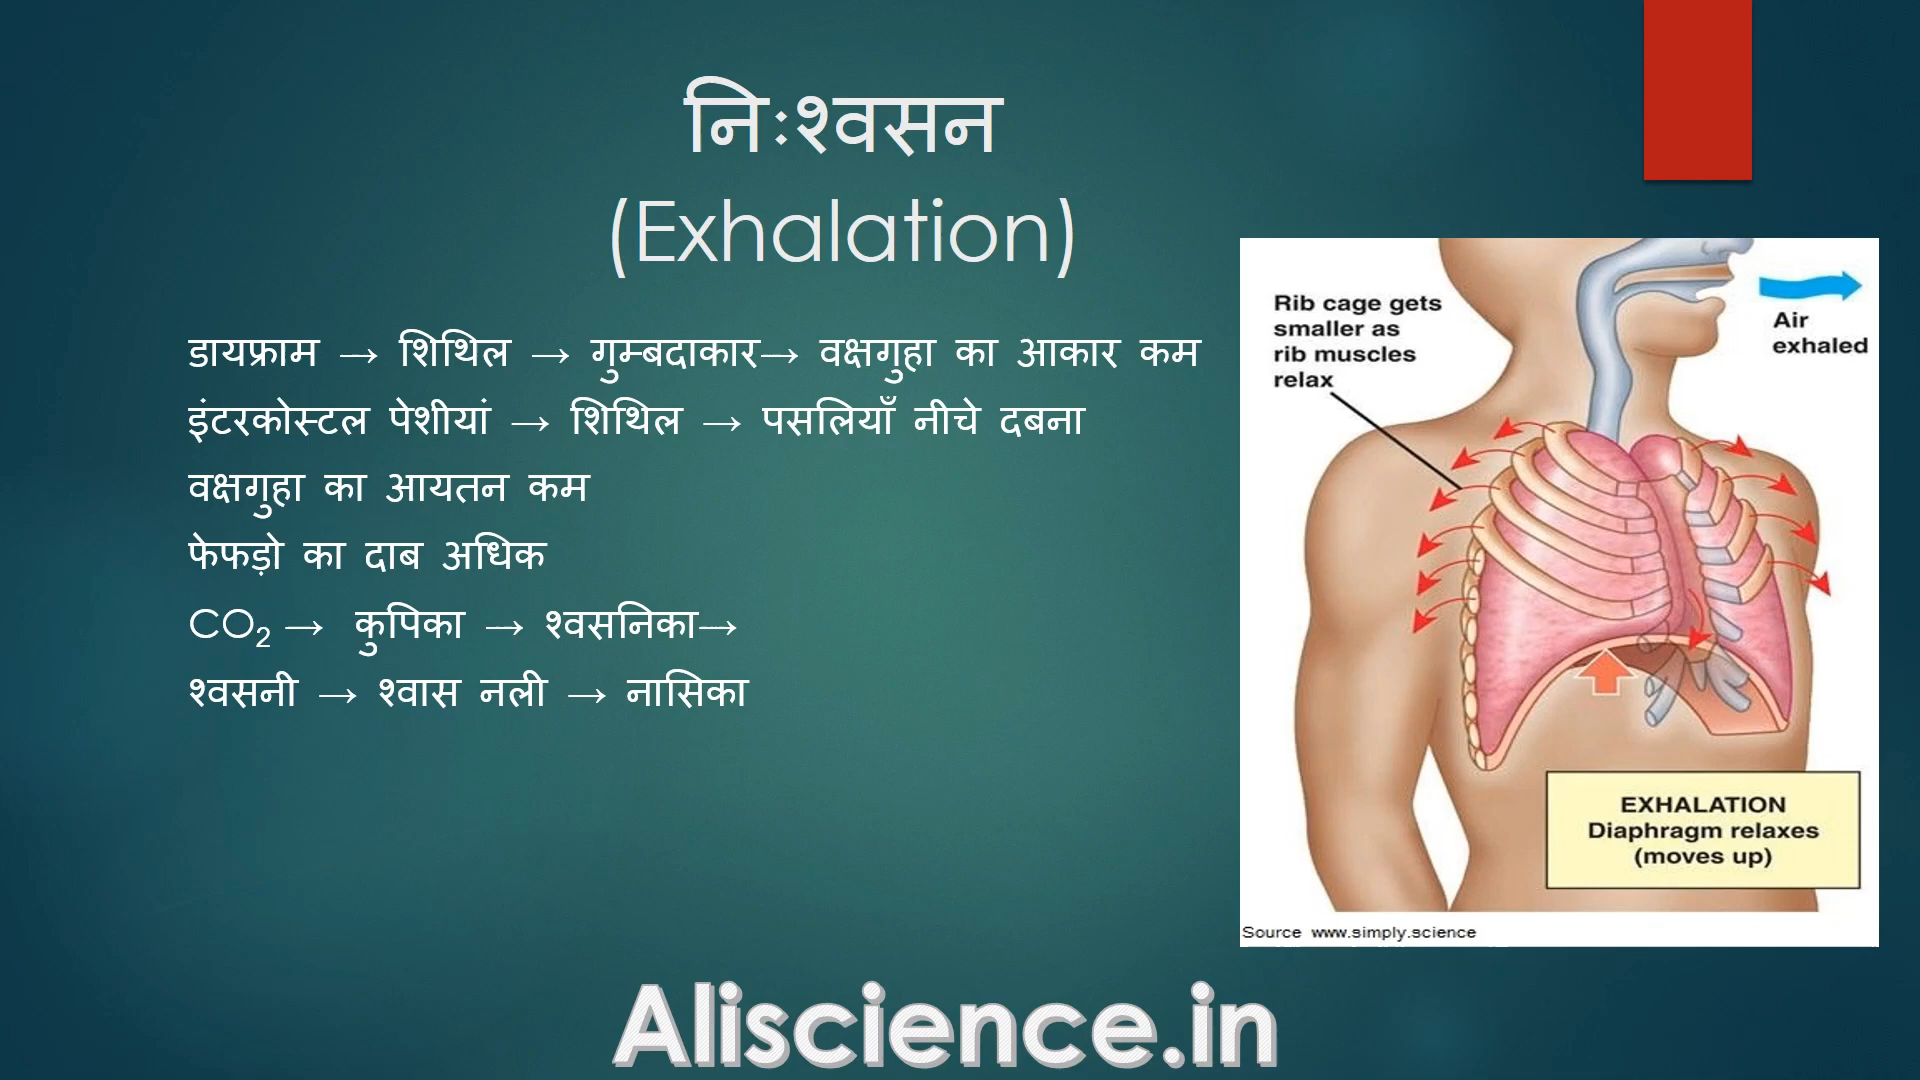 निःश्वसन
(Exhalation)
डायफ्राम → शिथिल → गुम्बदाकार→ वक्षगुहा का आकार कम
इंटरकोस्टल पेशीयां → शिथिल → पसलियाँ नीचे दबना
वक्षगुहा का आयतन कम
फेफड़ो का दाब अधिक
CO₂ → कुपिका → श्वसनिका→
श्वसनी → श्वास नली → नासिका
Rib cage gets
smaller as
rib muscles
relax
Air
exhaled
EXHALATION
Diaphragm relaxes
(moves up)
Source www.simply.science
Aliscience.in